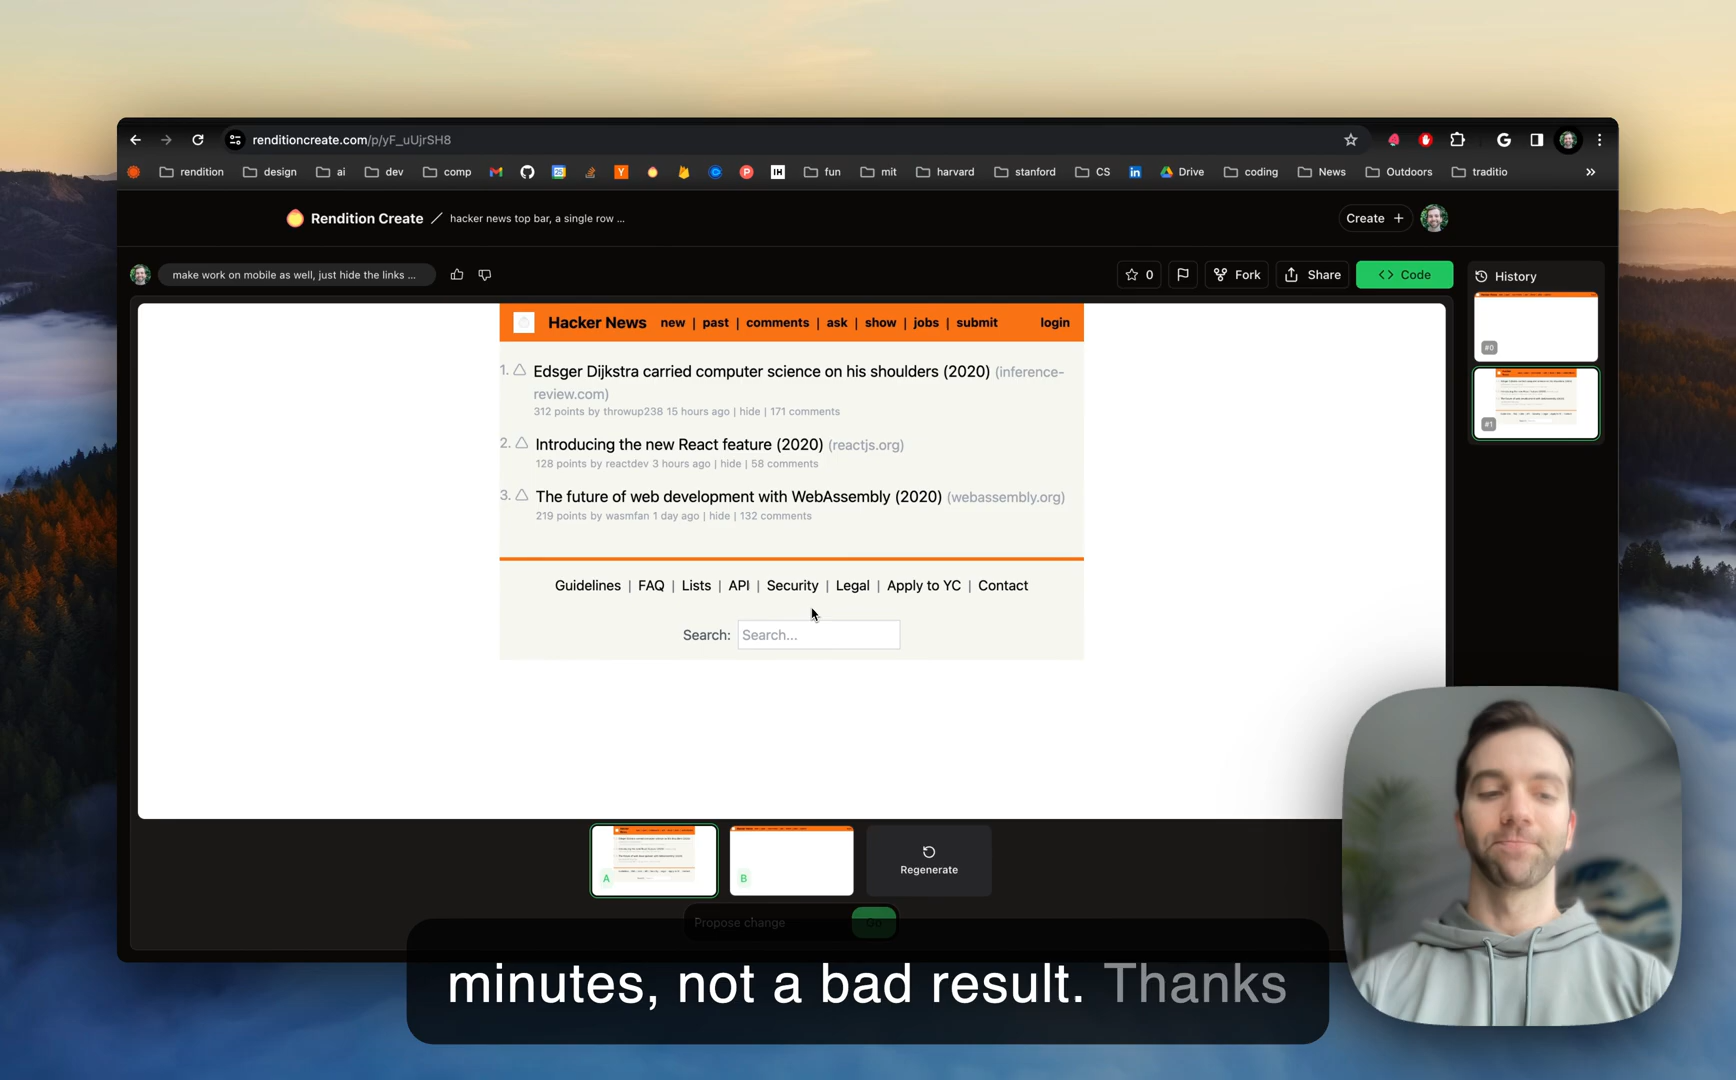 renditioncreate.com/p/yF_uUjrSH8
rendition design ai dev comp fun mit harvard stanford CS Drive coding News Outdoors traditio »
Rendition Create / hacker news top bar, a single row ...
Create +
make work on mobile as well, just hide the links ...
0 Fork Share <> Code
History
#0
#1
Hacker News new | past | comments | ask | show | jobs | submit login
1. Edsger Dijkstra carried computer science on his shoulders (2020) (inference-
review.com)
312 points by throwup238 15 hours ago | hide | 171 comments
2. Introducing the new React feature (2020) (reactjs.org)
128 points by reactdev 3 hours ago | hide | 58 comments
3. The future of web development with WebAssembly (2020) (webassembly.org)
219 points by wasmfan 1 day ago | hide | 132 comments
Guidelines | FAQ | Lists | API | Security | Legal | Apply to YC | Contact
Search: Search...
A B Regenerate
Propose change Go
minutes, not a bad result. Thanks